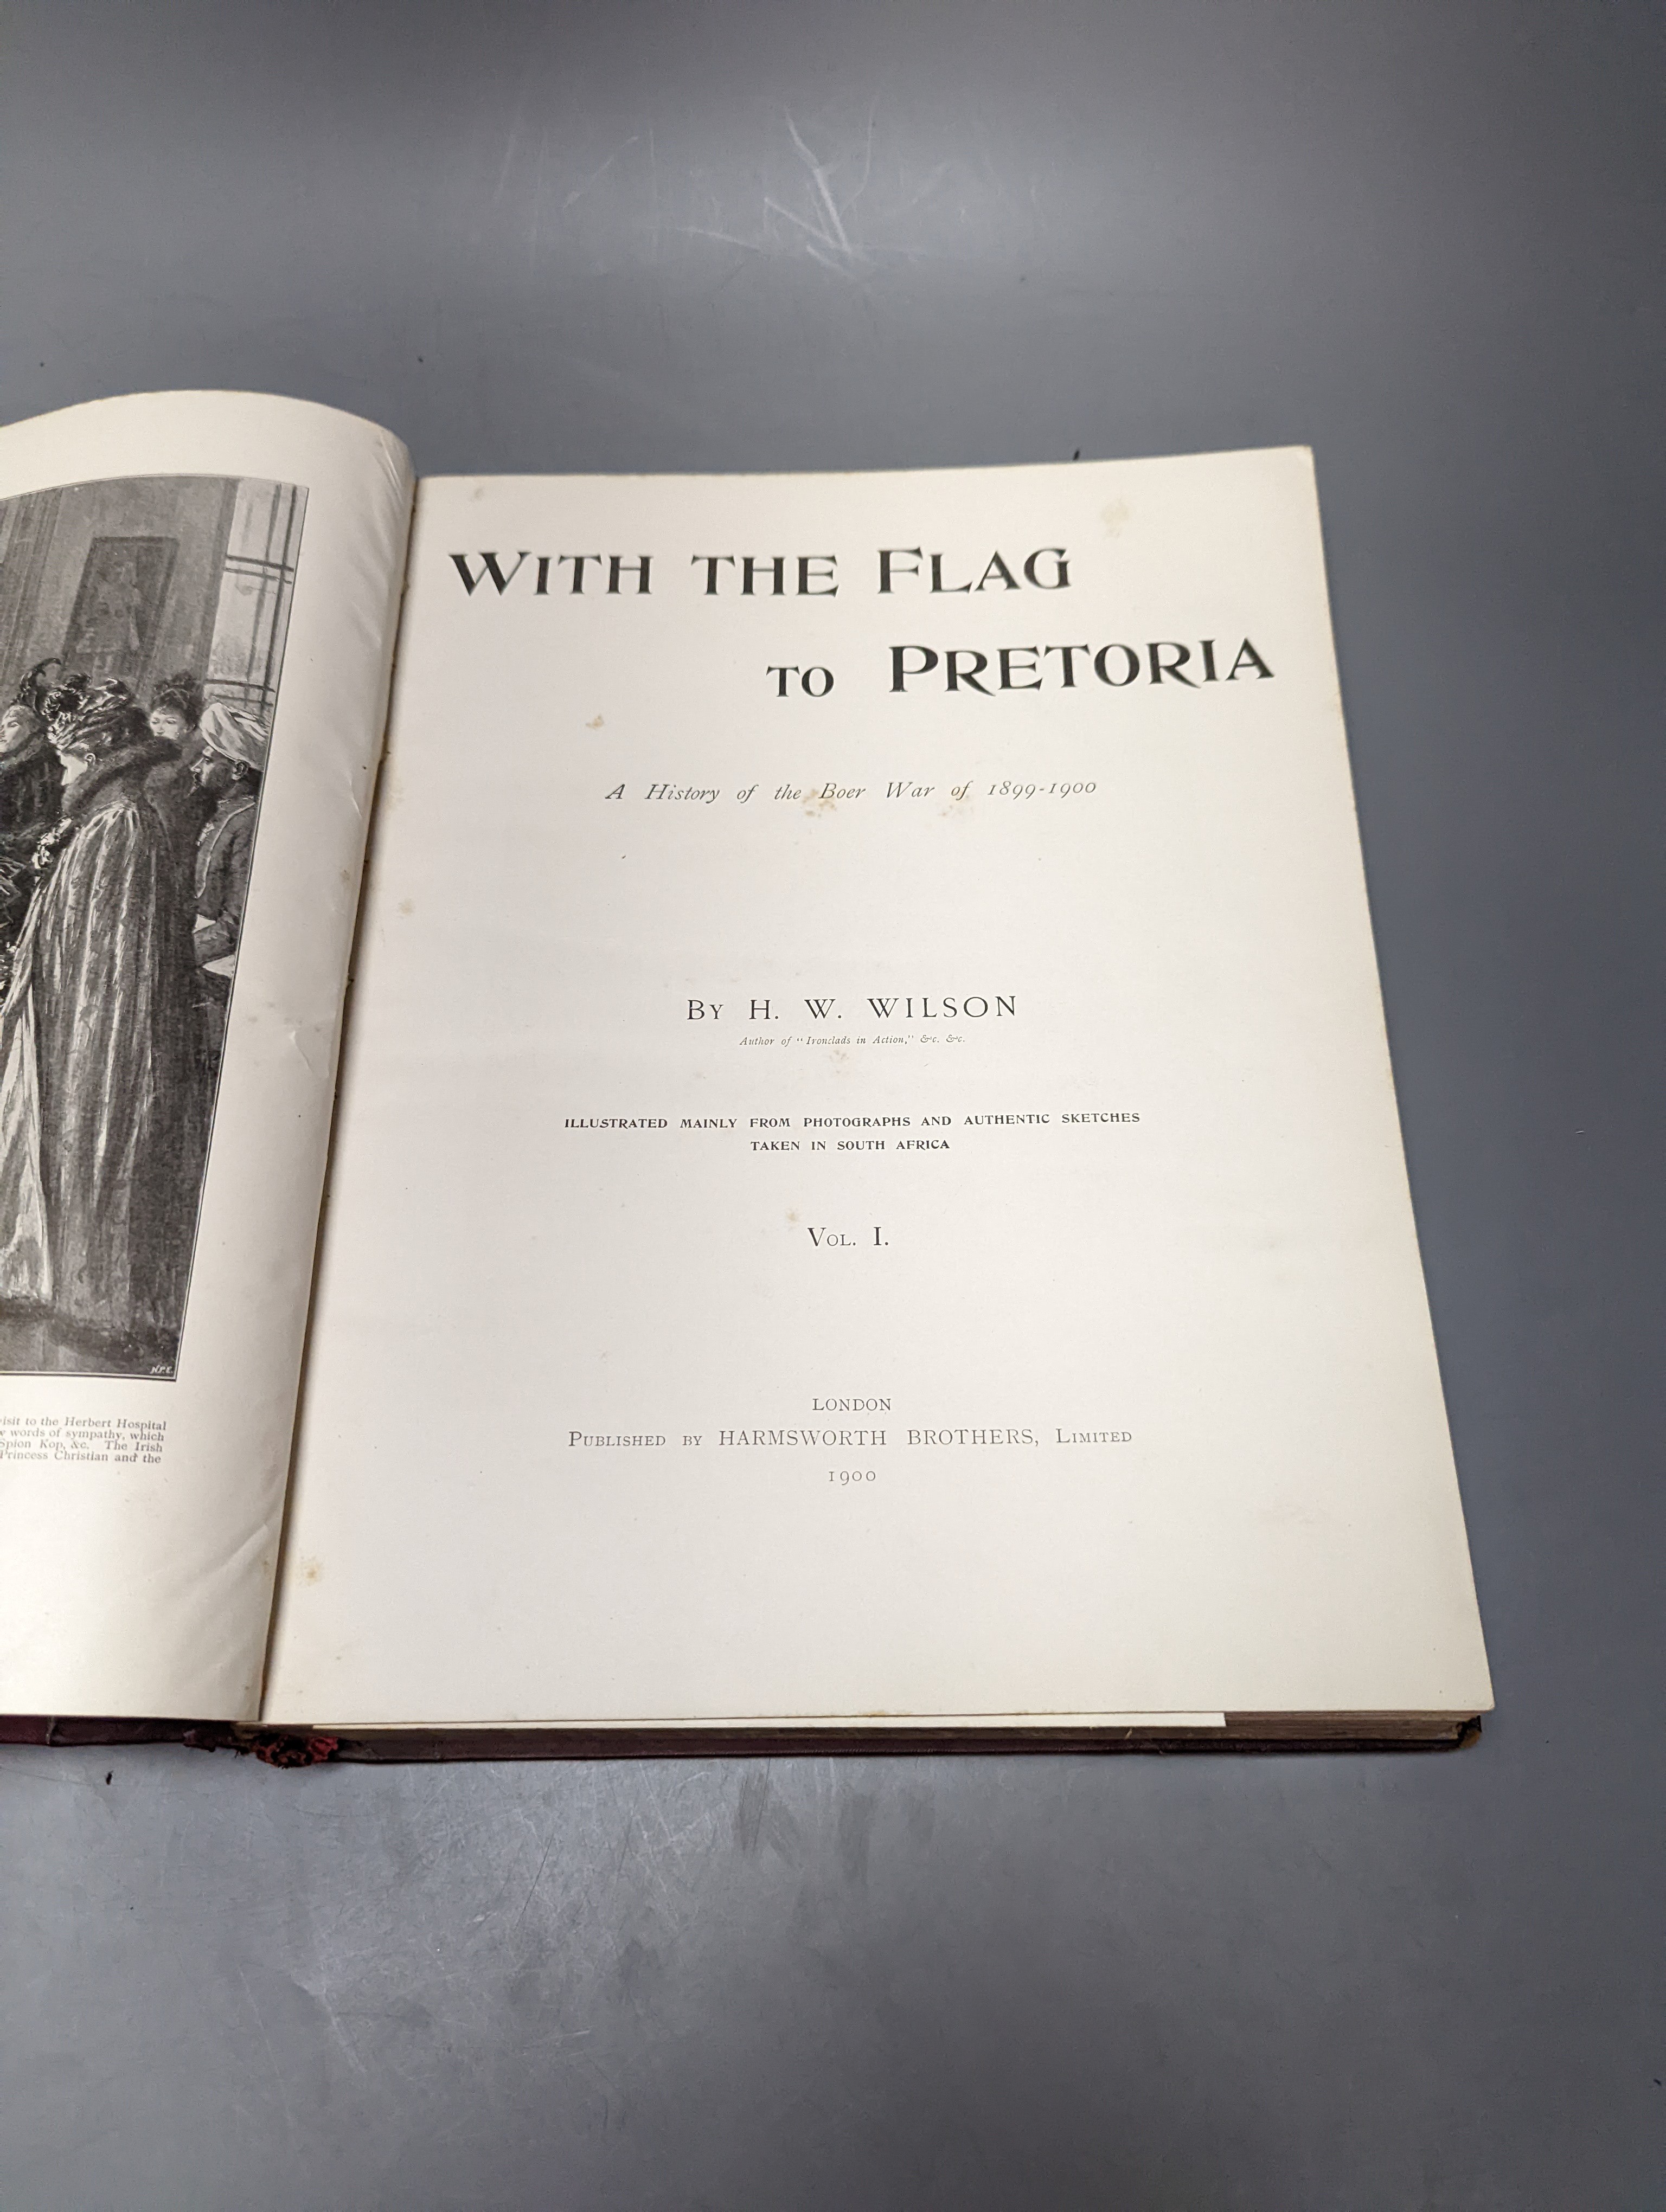 isit to the Herbert Hospital
words of sympathy, which
Spion Kop, &c. The Irish
Princess Christian and the
N.P.E.
WITH THE FLAG
TO PRETORIA
A History of the Boer War of 1899-1900
BY H. W. WILSON
Author of "Ironclads in Action," &c. &c.
ILLUSTRATED MAINLY FROM PHOTOGRAPHS AND AUTHENTIC SKETCHES
TAKEN IN SOUTH AFRICA
VOL. I.
LONDON
PUBLISHED BY HARMSWORTH BROTHERS, LIMITED
1900